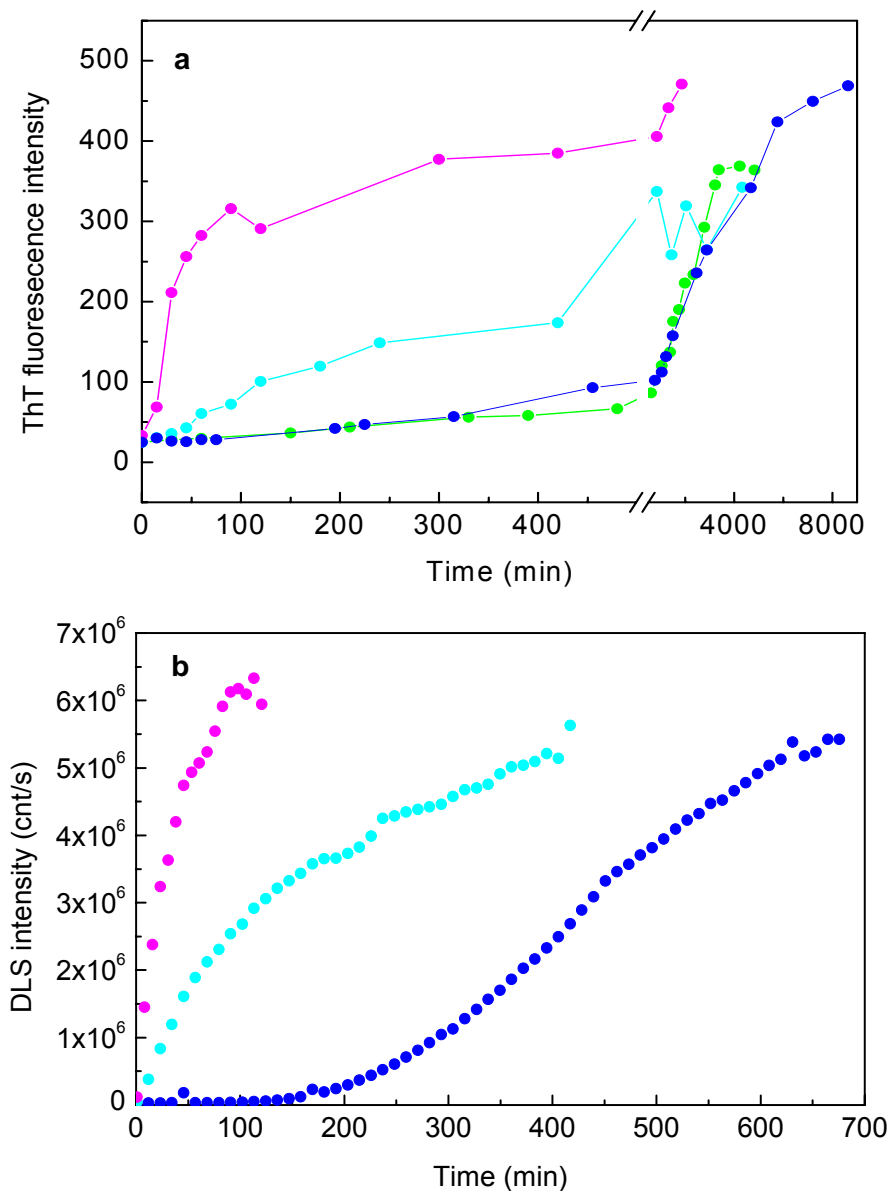 a
500
400
300
200
100
0
ThT fluoresecence intensity
0 100 200 300 400 4000 8000
Time (min)
b
7x10⁶
6x10⁶
5x10⁶
4x10⁶
3x10⁶
2x10⁶
1x10⁶
0
DLS intensity (cnt/s)
0 100 200 300 400 500 600 700
Time (min)